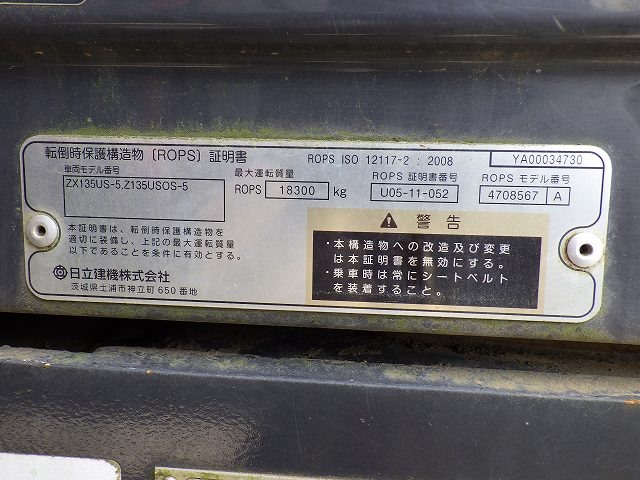 転倒時保護構造物 (ROPS) 証明書
ROPS ISO 12117-2 : 2008
YA00034730
車両モデル番号
ZX135US-5,Z135USOS-5
最大運転質量
ROPS 18300 kg
ROPS 証明書番号
U05-11-052
ROPS モデル番号
4708567 A
本証明書は、転倒時保護構造物を
適切に装備し、上記の最大運転質量
以下であることを条件に有効とする。
日立建機株式会社
茨城県土浦市神立町 650 番地
警告
・本構造物への改造及び変更
は本証明書を無効にする。
・乗車時は常にシートベルト
を装着すること。